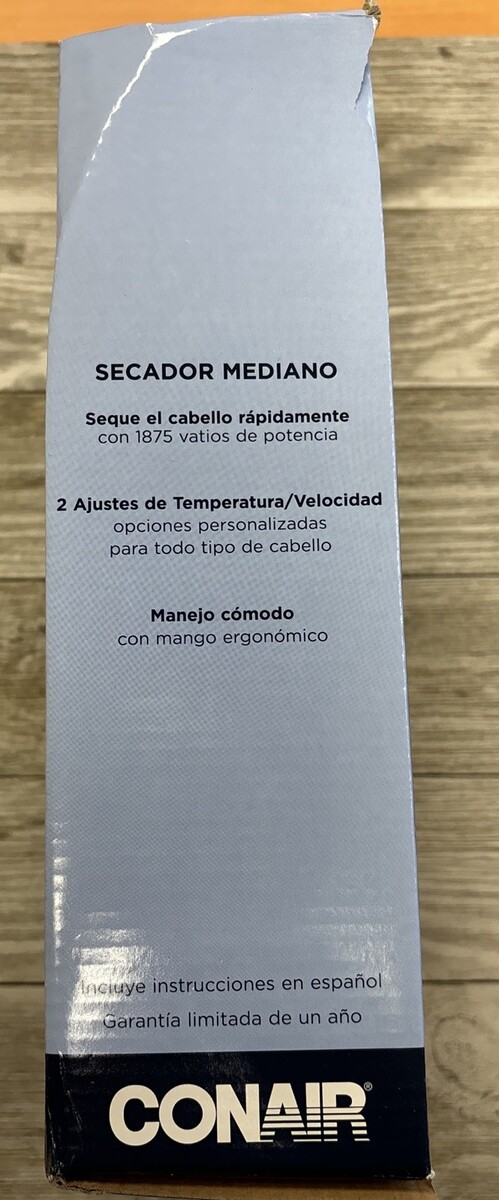 SECADOR MEDIANO
Seque el cabello rápidamente
con 1875 vatios de potencia
2 Ajustes de Temperatura/Velocidad
opciones personalizadas
para todo tipo de cabello
Manejo cómodo
con mango ergonómico
Incluye instrucciones en español
Garantía limitada de un año
CONAIR®